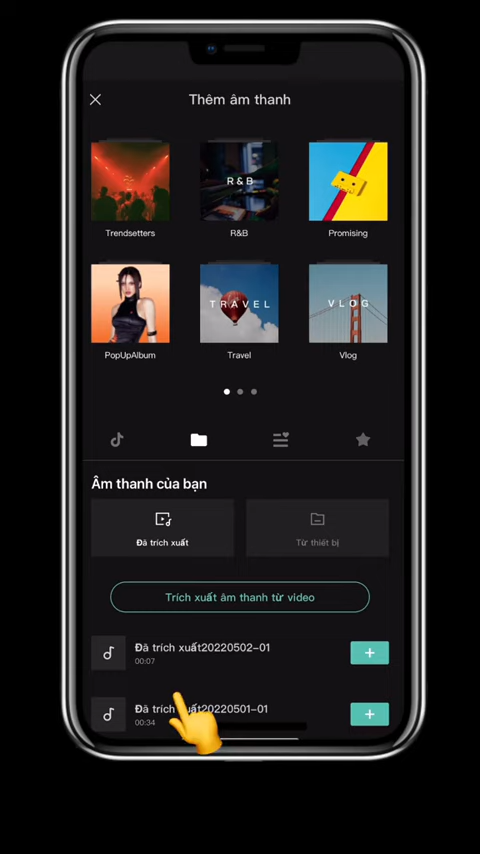 Thêm âm thanh
R&B
Trendsetters
R&B
Promising
TRAVEL
VLOG
PopUpAlbum
Travel
Vlog
Âm thanh của bạn
Đã trích xuất
Từ thiết bị
Trích xuất âm thanh từ video
Đã trích xuất20220502-01
00:07
Đã trích xuất20220501-01
00:34